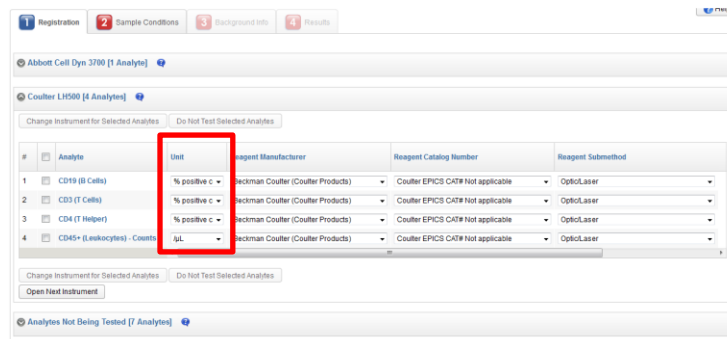 Help
1 Registration 2 Sample Conditions 3 Background Info 4 Results
Abbott Cell Dyn 3700 [1 Analyte]
Coulter LH500 [4 Analytes]
Change Instrument for Selected Analytes Do Not Test Selected Analytes
# Analyte Unit Reagent Manufacturer Reagent Catalog Number Reagent Submethod
1 CD19 (B Cells) % positive c Beckman Coulter (Coulter Products) Coulter EPICS CAT# Not applicable Optic/Laser
2 CD3 (T Cells) % positive c Beckman Coulter (Coulter Products) Coulter EPICS CAT# Not applicable Optic/Laser
3 CD4 (T Helper) % positive c Beckman Coulter (Coulter Products) Coulter EPICS CAT# Not applicable Optic/Laser
4 CD45+ (Leukocytes) - Counts /µL Beckman Coulter (Coulter Products) Coulter EPICS CAT# Not applicable Optic/Laser
Change Instrument for Selected Analytes Do Not Test Selected Analytes
Open Next Instrument
Analytes Not Being Tested [7 Analytes]